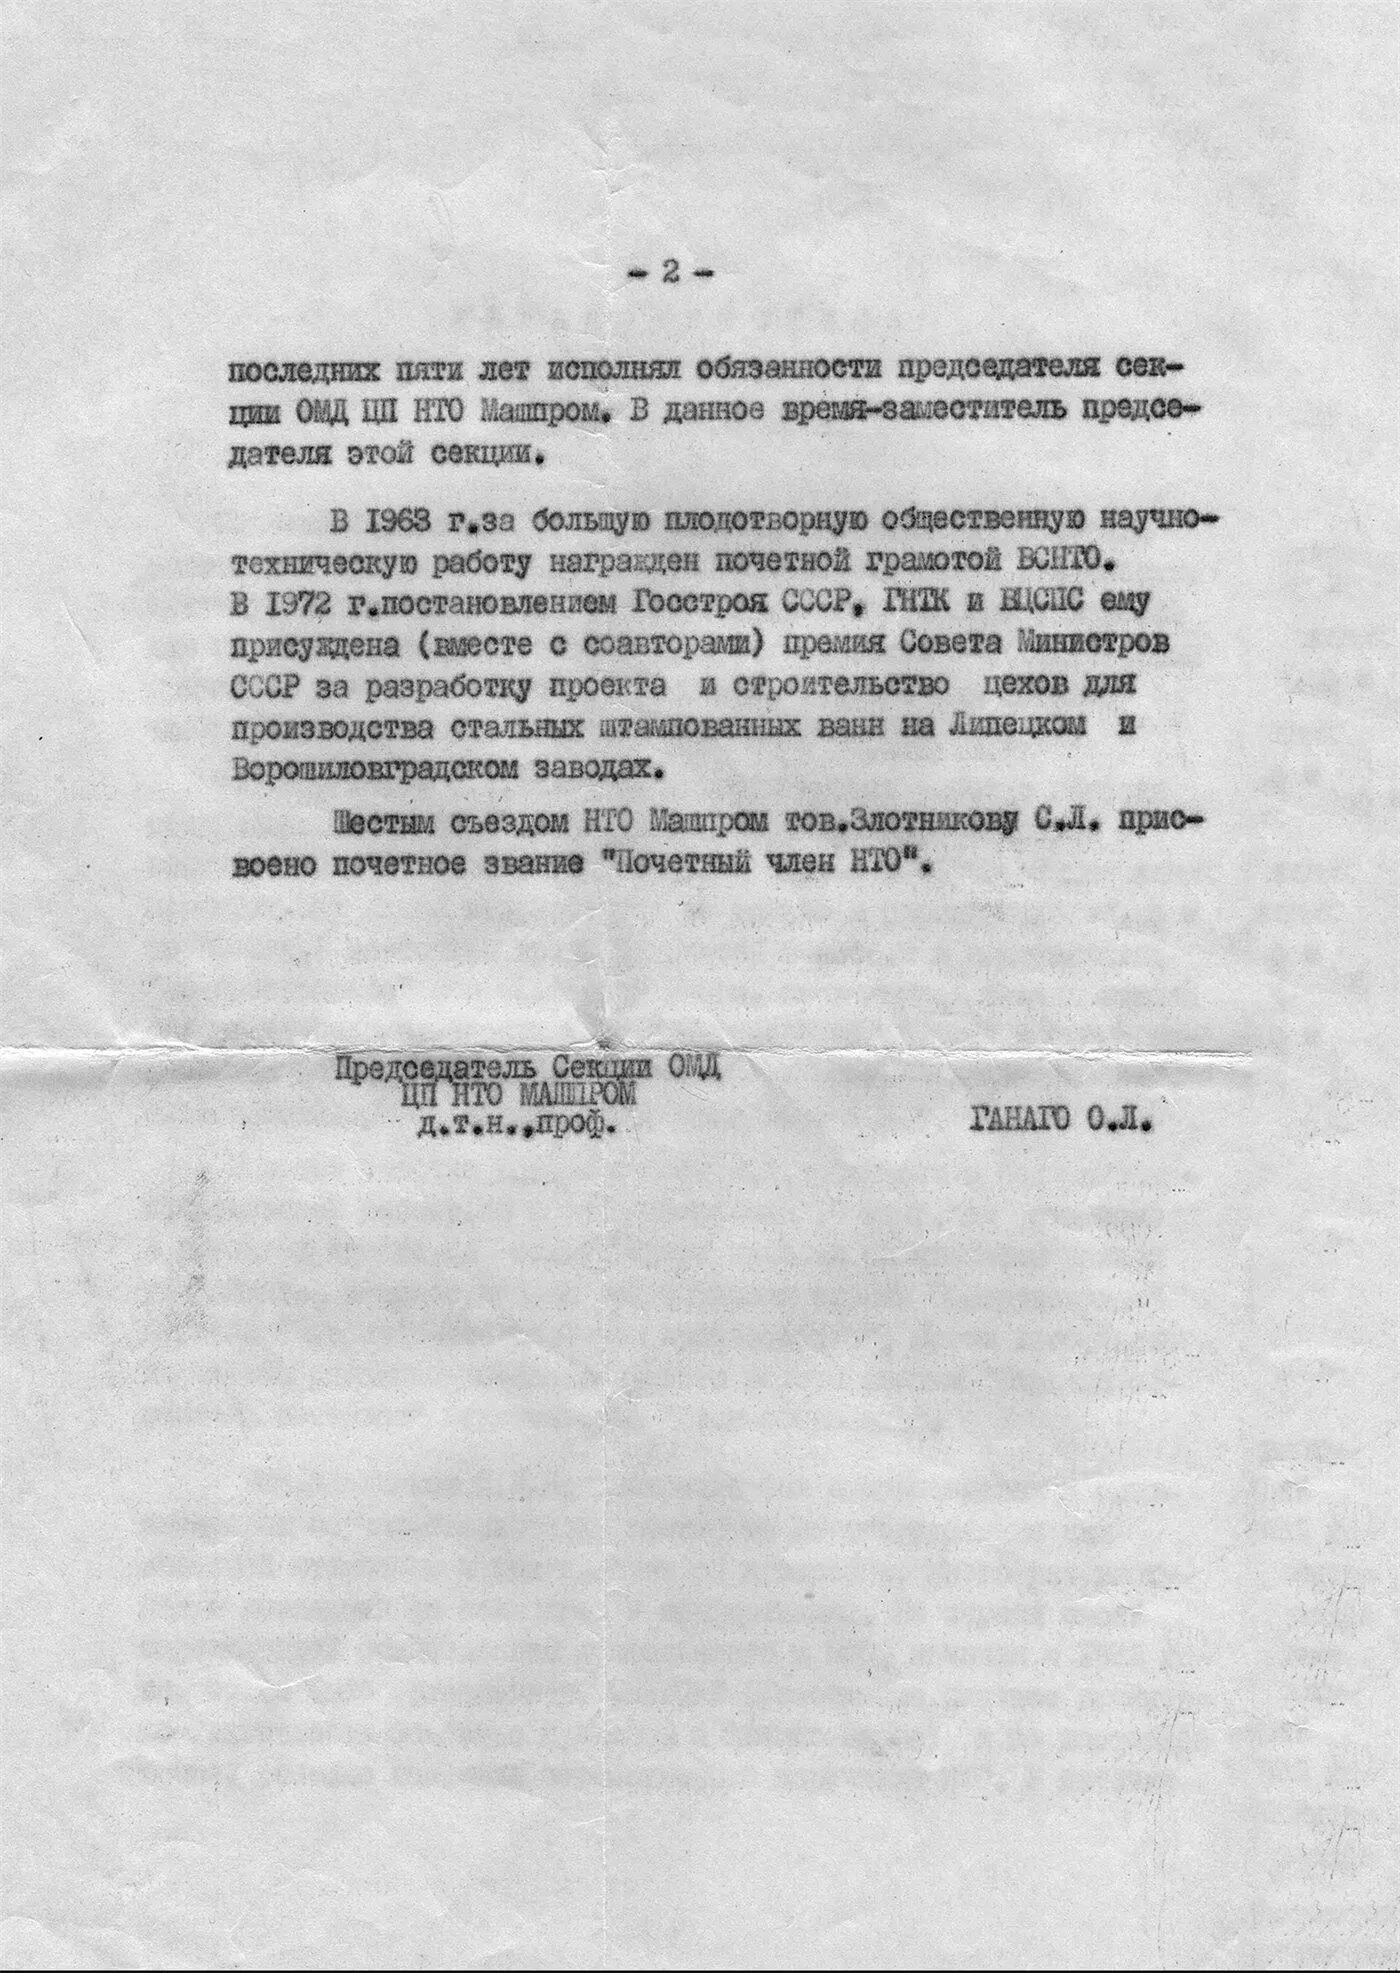 - 2 -
последних пяти лет исполнял обязанности председателя сек-
ции ОМД ЦП НТО Машпром. В данное время-заместитель предсе-
дателя этой секции.
В 1963 г.за большую плодотворную общественную научно-
техническую работу награжден почетной грамотой ВСНТО.
В 1972 г.постановлением Госстроя СССР, ГНТК и ВЦСПС ему
присуждена (вместе с соавторами) премия Совета Министров
СССР за разработку проекта и строительство цехов для
производства стальных штампованных ванн на Липецком и
Ворошиловградском заводах.
Шестым съездом НТО Машпром тов.Злотникову С.Л. прис-
воено почетное звание "Почетный член НТО".
Председатель Секции ОМД
ЦП НТО МАШПРОМ
д.т.н.,проф.
ГАНАГО О.Л.